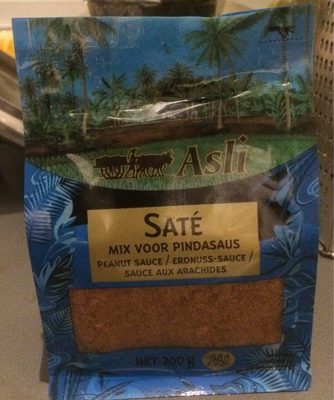 Asli
SATÉ
MIX VOOR PINDASAUS
PEANUT SAUCE / ERDNUSS-SAUCE /
SAUCE AUX ARACHIDES
NET 200 g